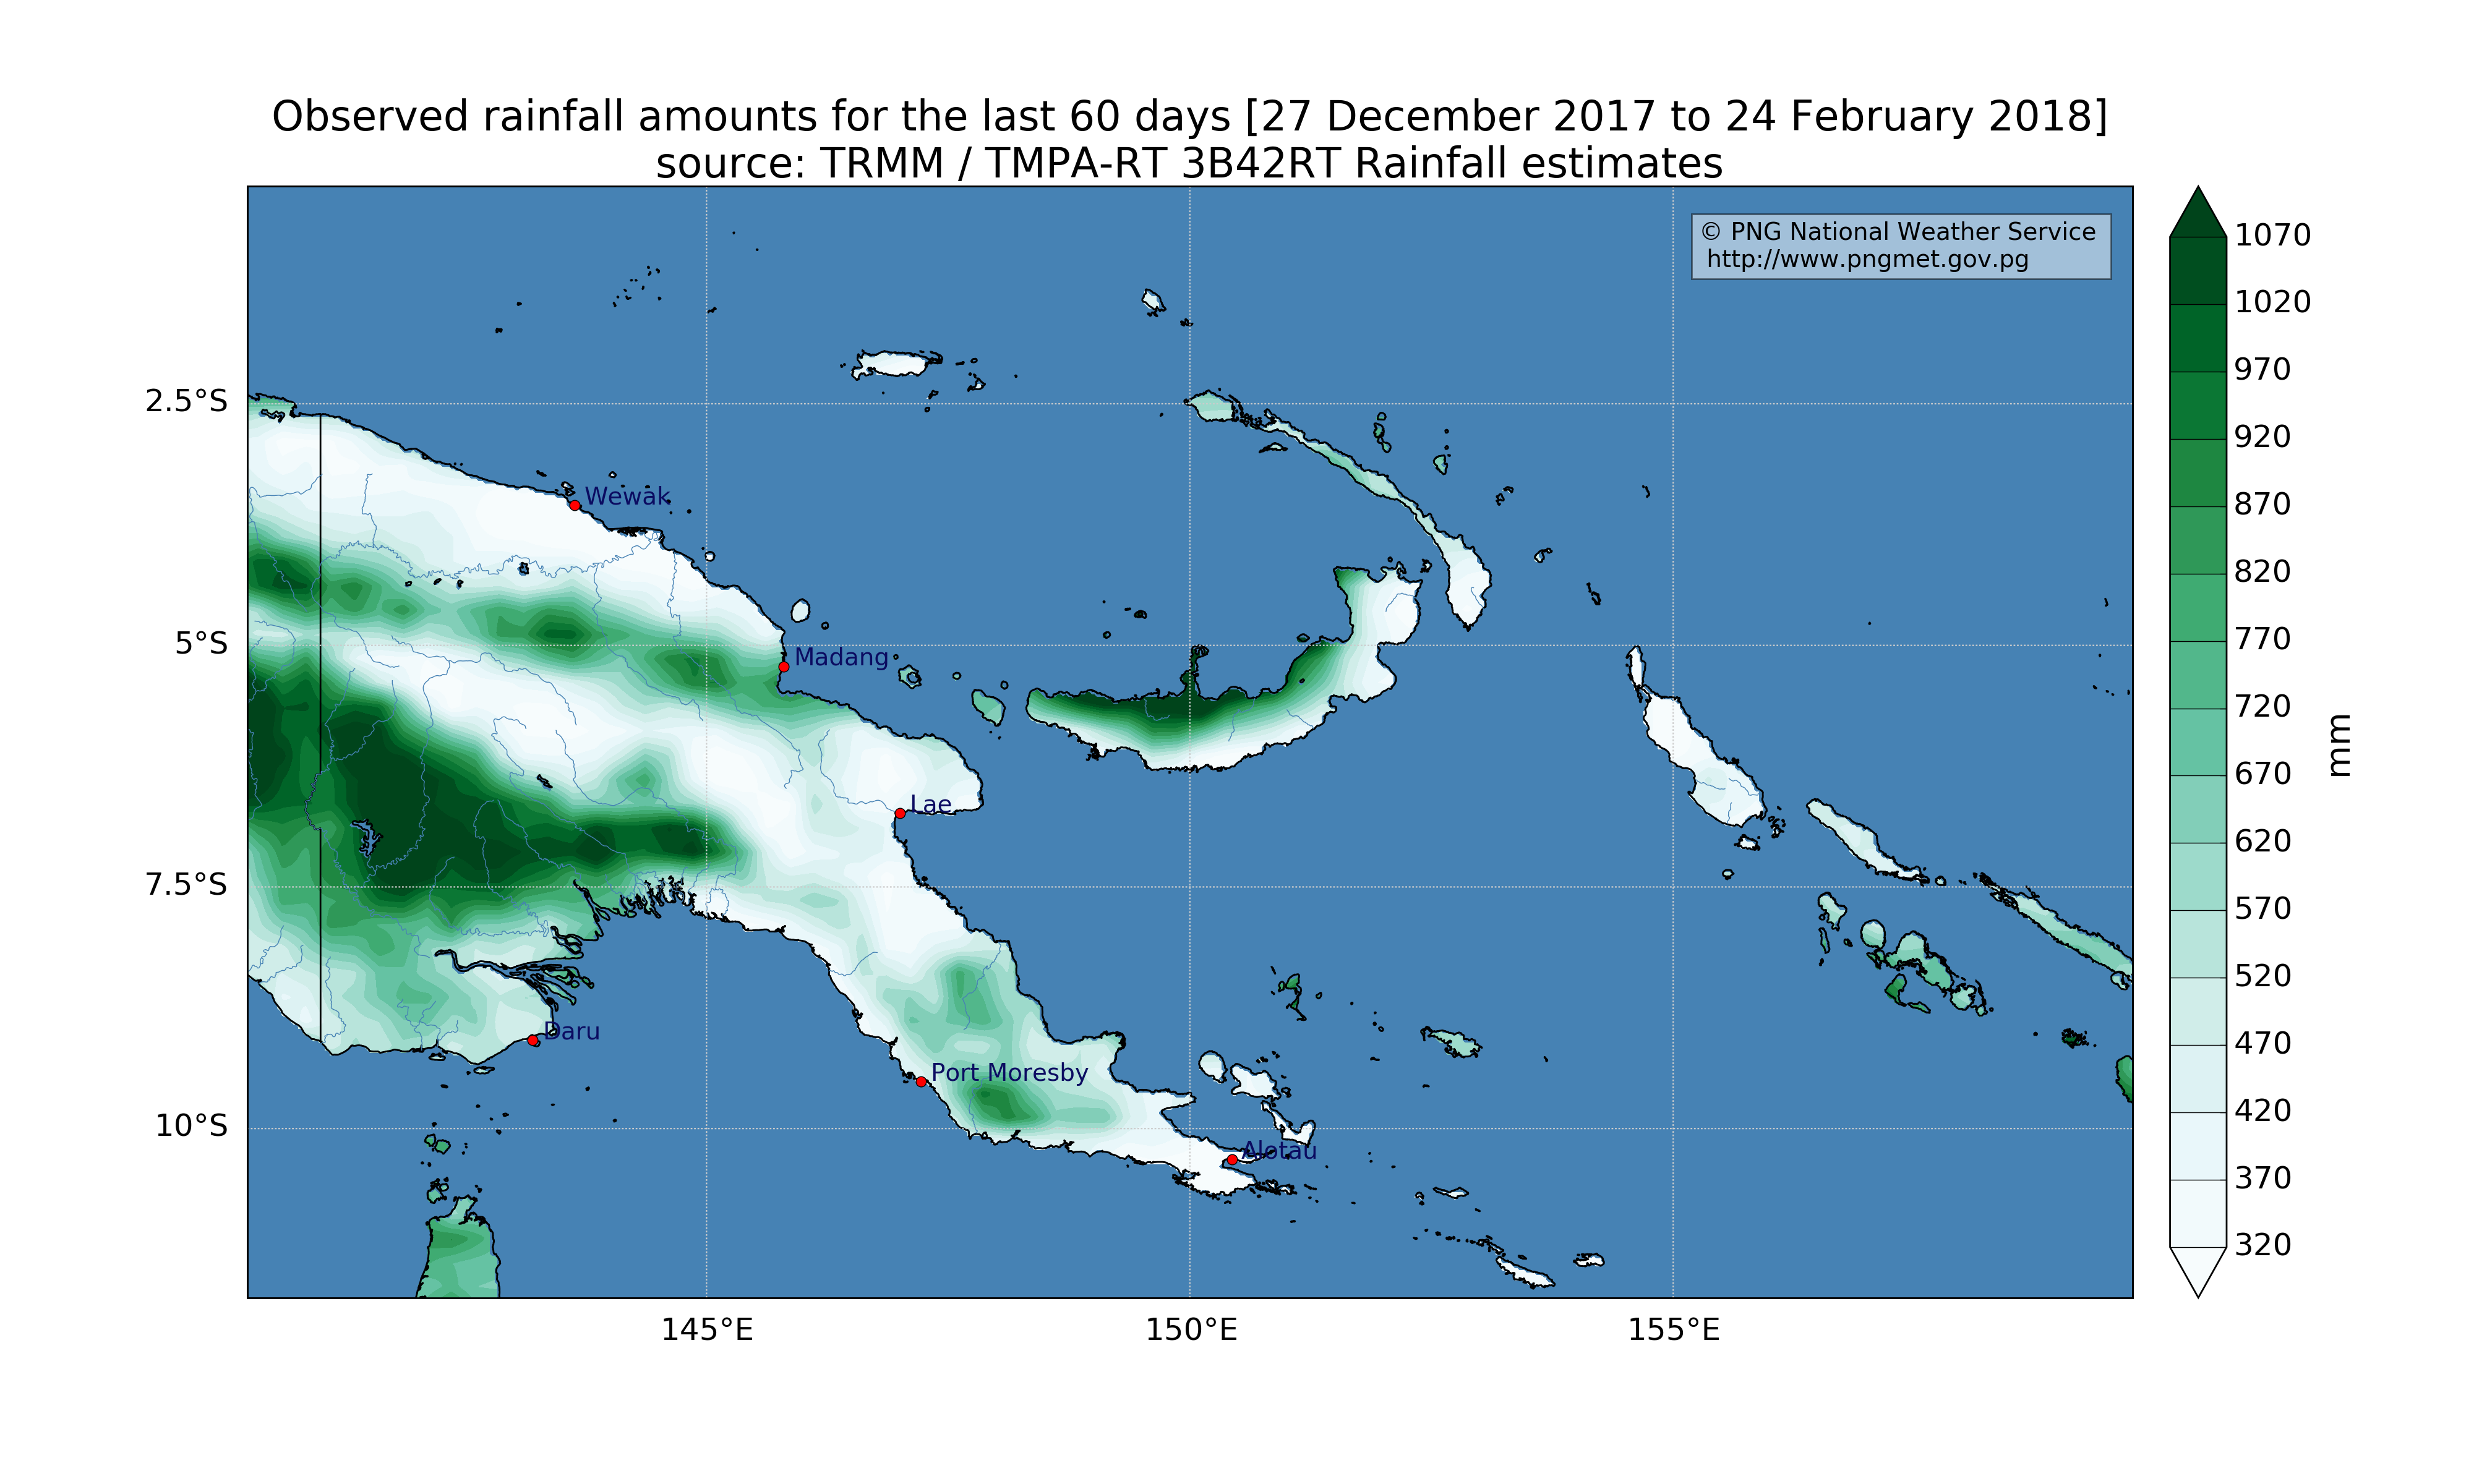 Observed rainfall amounts for the last 60 days [27 December 2017 to 24 February 2018]
source: TRMM / TMPA-RT 3B42RT Rainfall estimates
© PNG National Weather Service
http://www.pngmet.gov.pg
1070
1020
970
920
870
820
770
720
670
620
570
520
470
420
370
320
mm
2.5°S
5°S
7.5°S
10°S
Wewak
Madang
Lae
Daru
Port Moresby
Alotau
145°E
150°E
155°E